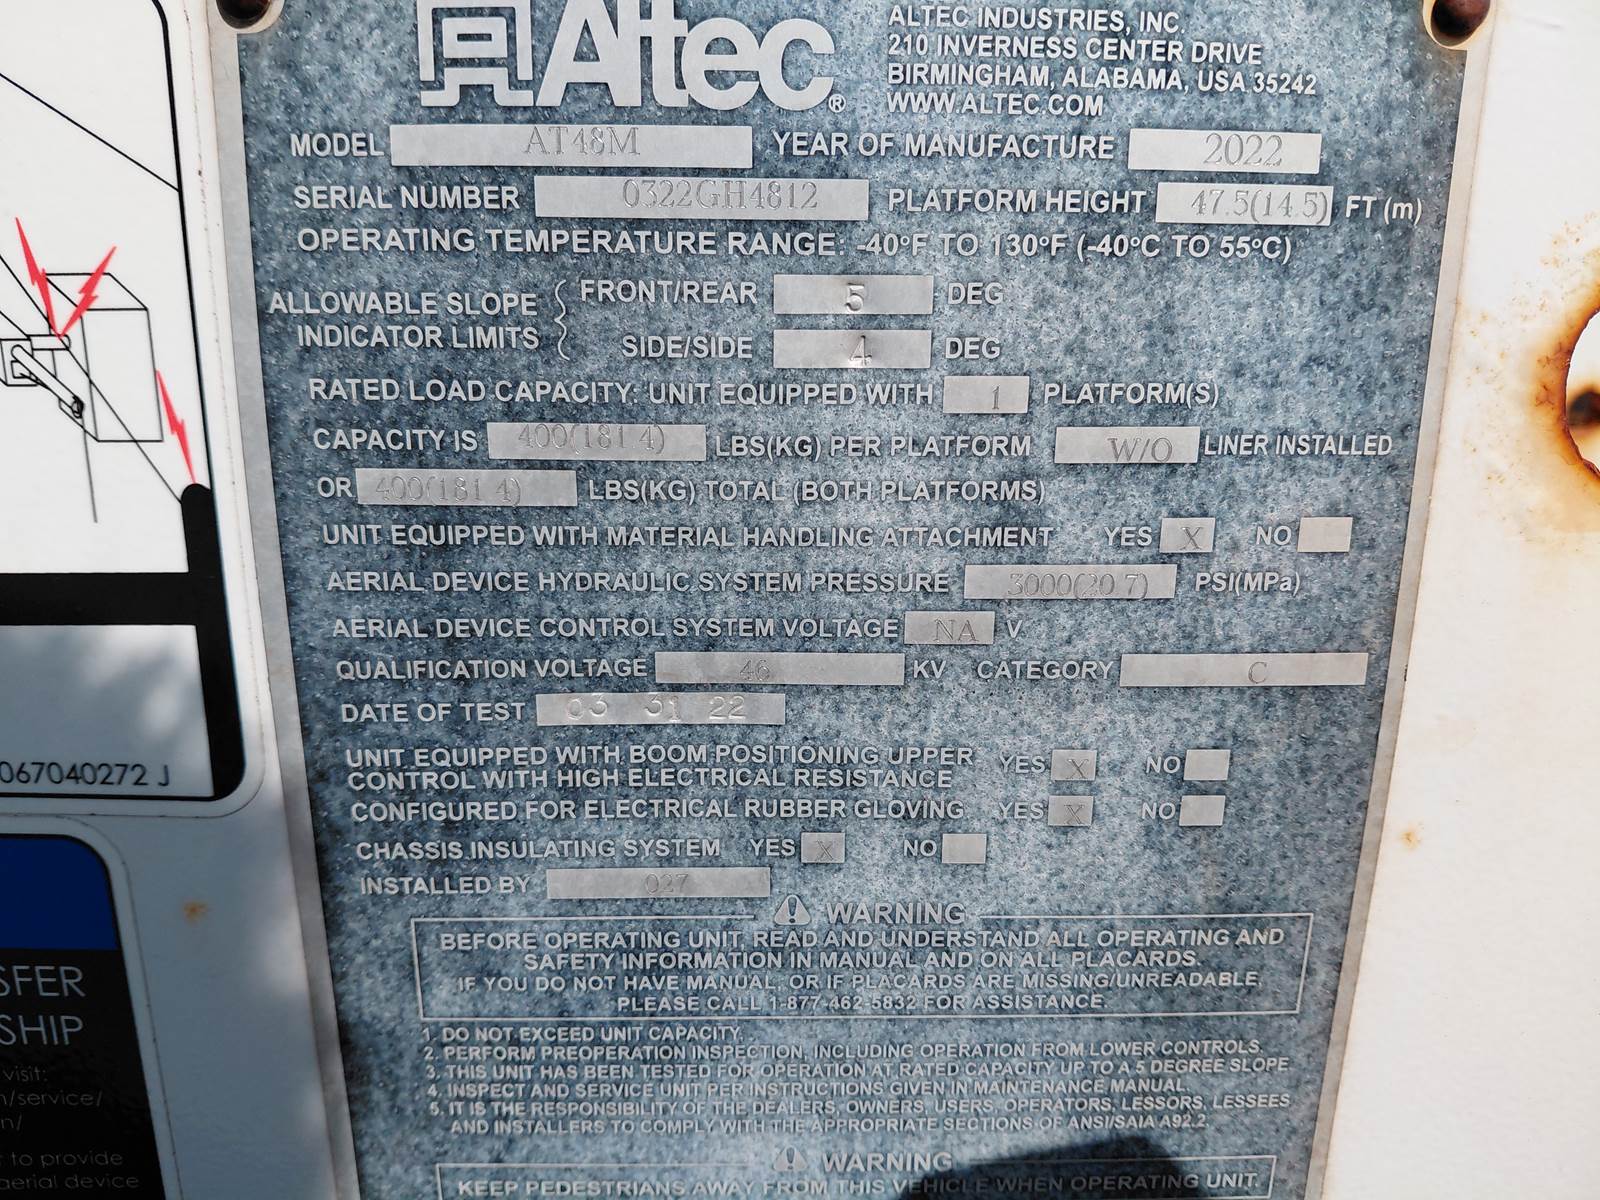 Altec®
ALTEC INDUSTRIES, INC.
210 INVERNESS CENTER DRIVE
BIRMINGHAM, ALABAMA, USA 35242
WWW.ALTEC.COM
MODEL AT48M YEAR OF MANUFACTURE 2022
SERIAL NUMBER 0322GH4812 PLATFORM HEIGHT 47.5(14.5) FT (m)
OPERATING TEMPERATURE RANGE: -40°F TO 130°F (-40°C TO 55°C)
ALLOWABLE SLOPE INDICATOR LIMITS
FRONT/REAR 5 DEG
SIDE/SIDE 4 DEG
RATED LOAD CAPACITY: UNIT EQUIPPED WITH 1 PLATFORM(S)
CAPACITY IS 400(181.4) LBS(KG) PER PLATFORM W/O LINER INSTALLED
OR 400(181.4) LBS(KG) TOTAL (BOTH PLATFORMS)
UNIT EQUIPPED WITH MATERIAL HANDLING ATTACHMENT YES X NO
AERIAL DEVICE HYDRAULIC SYSTEM PRESSURE 3000(20.7) PSI(MPa)
AERIAL DEVICE CONTROL SYSTEM VOLTAGE NA V
QUALIFICATION VOLTAGE 46 KV CATEGORY C
DATE OF TEST 03 31 22
UNIT EQUIPPED WITH BOOM POSITIONING UPPER
CONTROL WITH HIGH ELECTRICAL RESISTANCE YES X NO
CONFIGURED FOR ELECTRICAL RUBBER GLOVING YES X NO
CHASSIS INSULATING SYSTEM YES X NO
INSTALLED BY 027
WARNING
BEFORE OPERATING UNIT, READ AND UNDERSTAND ALL OPERATING AND
SAFETY INFORMATION IN MANUAL AND ON ALL PLACARDS.
IF YOU DO NOT HAVE MANUAL, OR IF PLACARDS ARE MISSING/UNREADABLE,
PLEASE CALL 1-877-462-5832 FOR ASSISTANCE.
1. DO NOT EXCEED UNIT CAPACITY.
2. PERFORM PREOPERATION INSPECTION, INCLUDING OPERATION FROM LOWER CONTROLS.
3. THIS UNIT HAS BEEN TESTED FOR OPERATION AT RATED CAPACITY UP TO A 5 DEGREE SLOPE
4. INSPECT AND SERVICE UNIT PER INSTRUCTIONS GIVEN IN MAINTENANCE MANUAL.
5. IT IS THE RESPONSIBILITY OF THE DEALERS, OWNERS, USERS, OPERATORS, LESSORS, LESSEES
AND INSTALLERS TO COMPLY WITH THE APPROPRIATE SECTIONS OF ANSI/SAIA A92.2.
WARNING
KEEP PEDESTRIANS AWAY FROM THIS VEHICLE WHEN OPERATING UNIT.
067040272 J
SFER
SHIP
visit:
n/service/
n/
to provide
aerial device